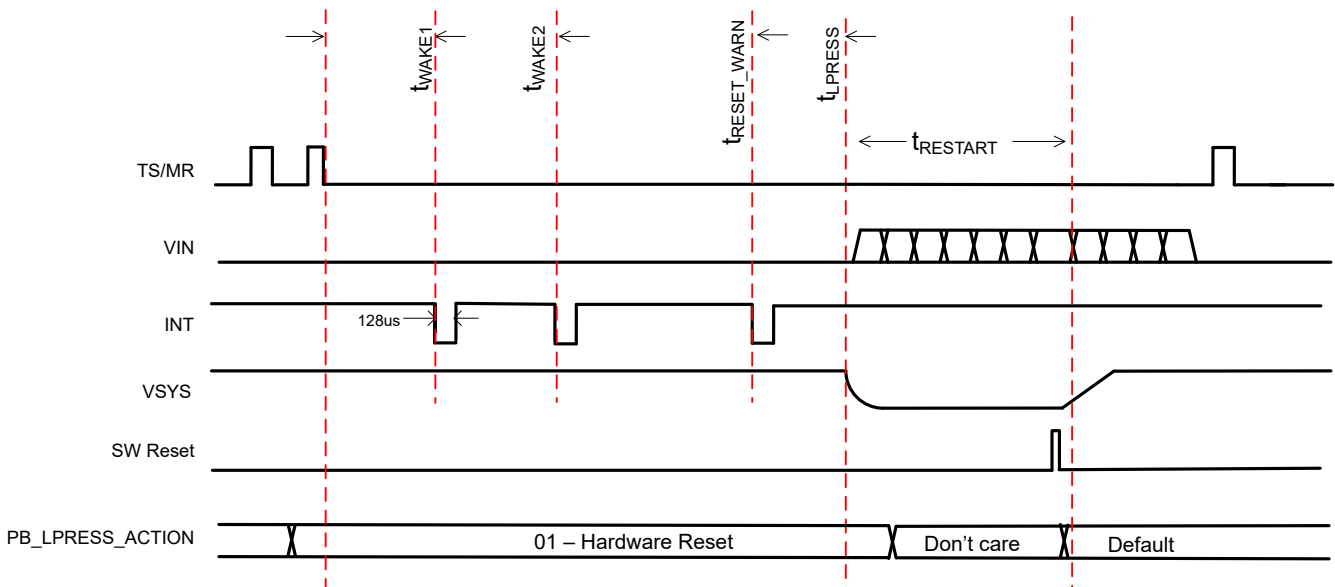 tWAKE1
tWAKE2
tRESET_WARN
tLPRESS
tRESTART
TS/MR
VIN
INT
128us
VSYS
SW Reset
PB_LPRESS_ACTION
01 – Hardware Reset
Don't care
Default